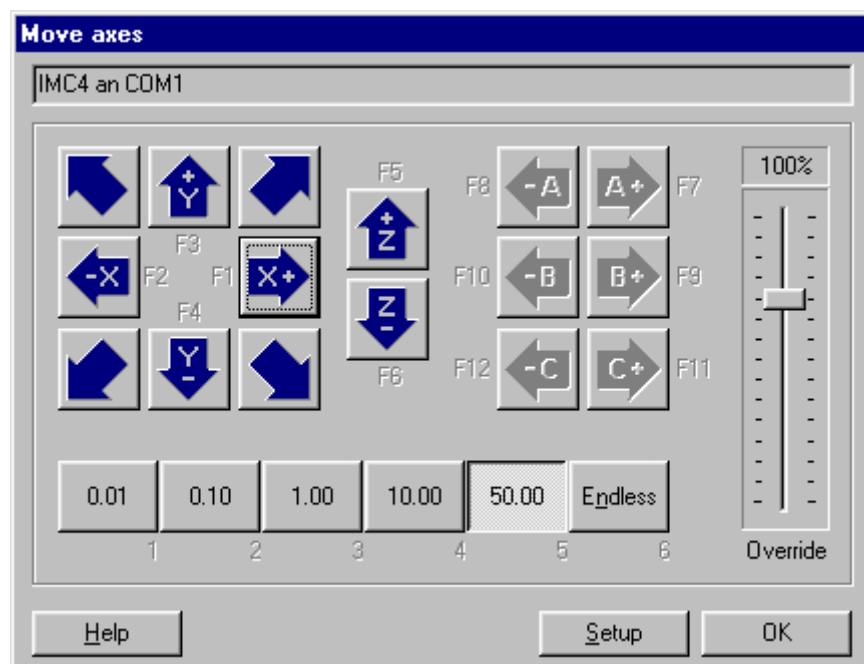 Move axes
IMC4 an COM1
+
Y
F5
F8
-A
A+
F7
100%
F3
+
Z
-X
F2
F1
X+
F10
-B
B+
F9
F4
Z
-
Y
-
F6
F12
-C
C+
F11
0.01
0.10
1.00
10.00
50.00
Endless
1
2
3
4
5
6
Override
Help
Setup
OK